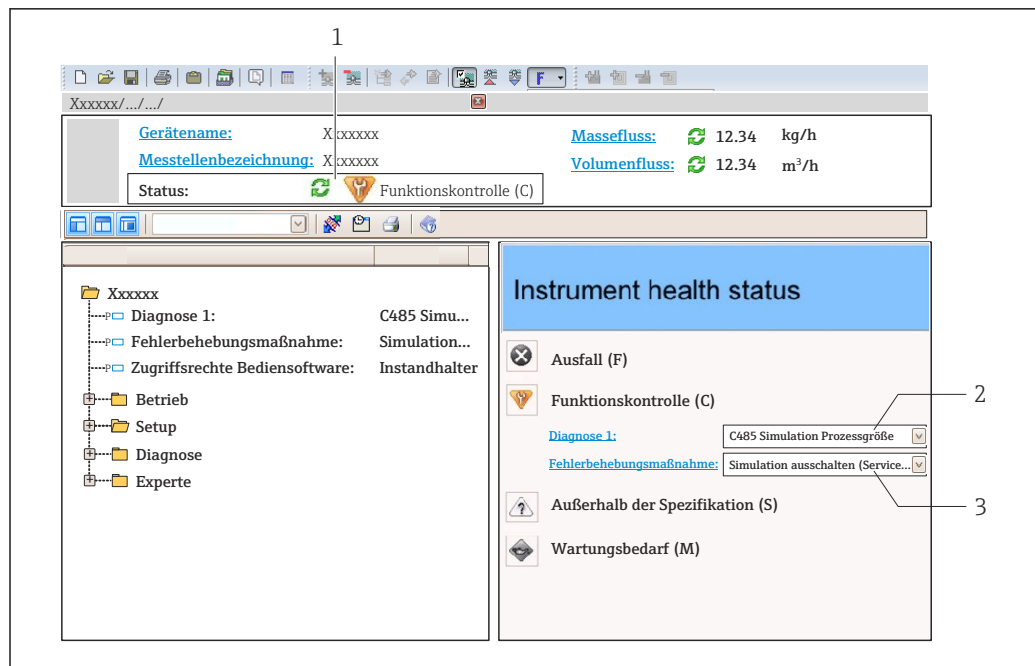 1
F
Xxxxxx/.../.../
Gerätename: Xxxxxxx Massefluss: 12.34 kg/h
Messstellenbezeichnung: Xxxxxxx Volumenfluss: 12.34 m³/h
Status: Funktionskontrolle (C)
Xxxxxx
P Diagnose 1: C485 Simu...
P Fehlerbehebungsmaßnahme: Simulation...
P Zugriffsrechte Bediensoftware: Instandhalter
Betrieb
Setup
Diagnose
Experte
Instrument health status
Ausfall (F)
Funktionskontrolle (C)
2
Diagnose 1: C485 Simulation Prozessgröße
Fehlerbehebungsmaßnahme: Simulation ausschalten (Service...
3
Außerhalb der Spezifikation (S)
Wartungsbedarf (M)